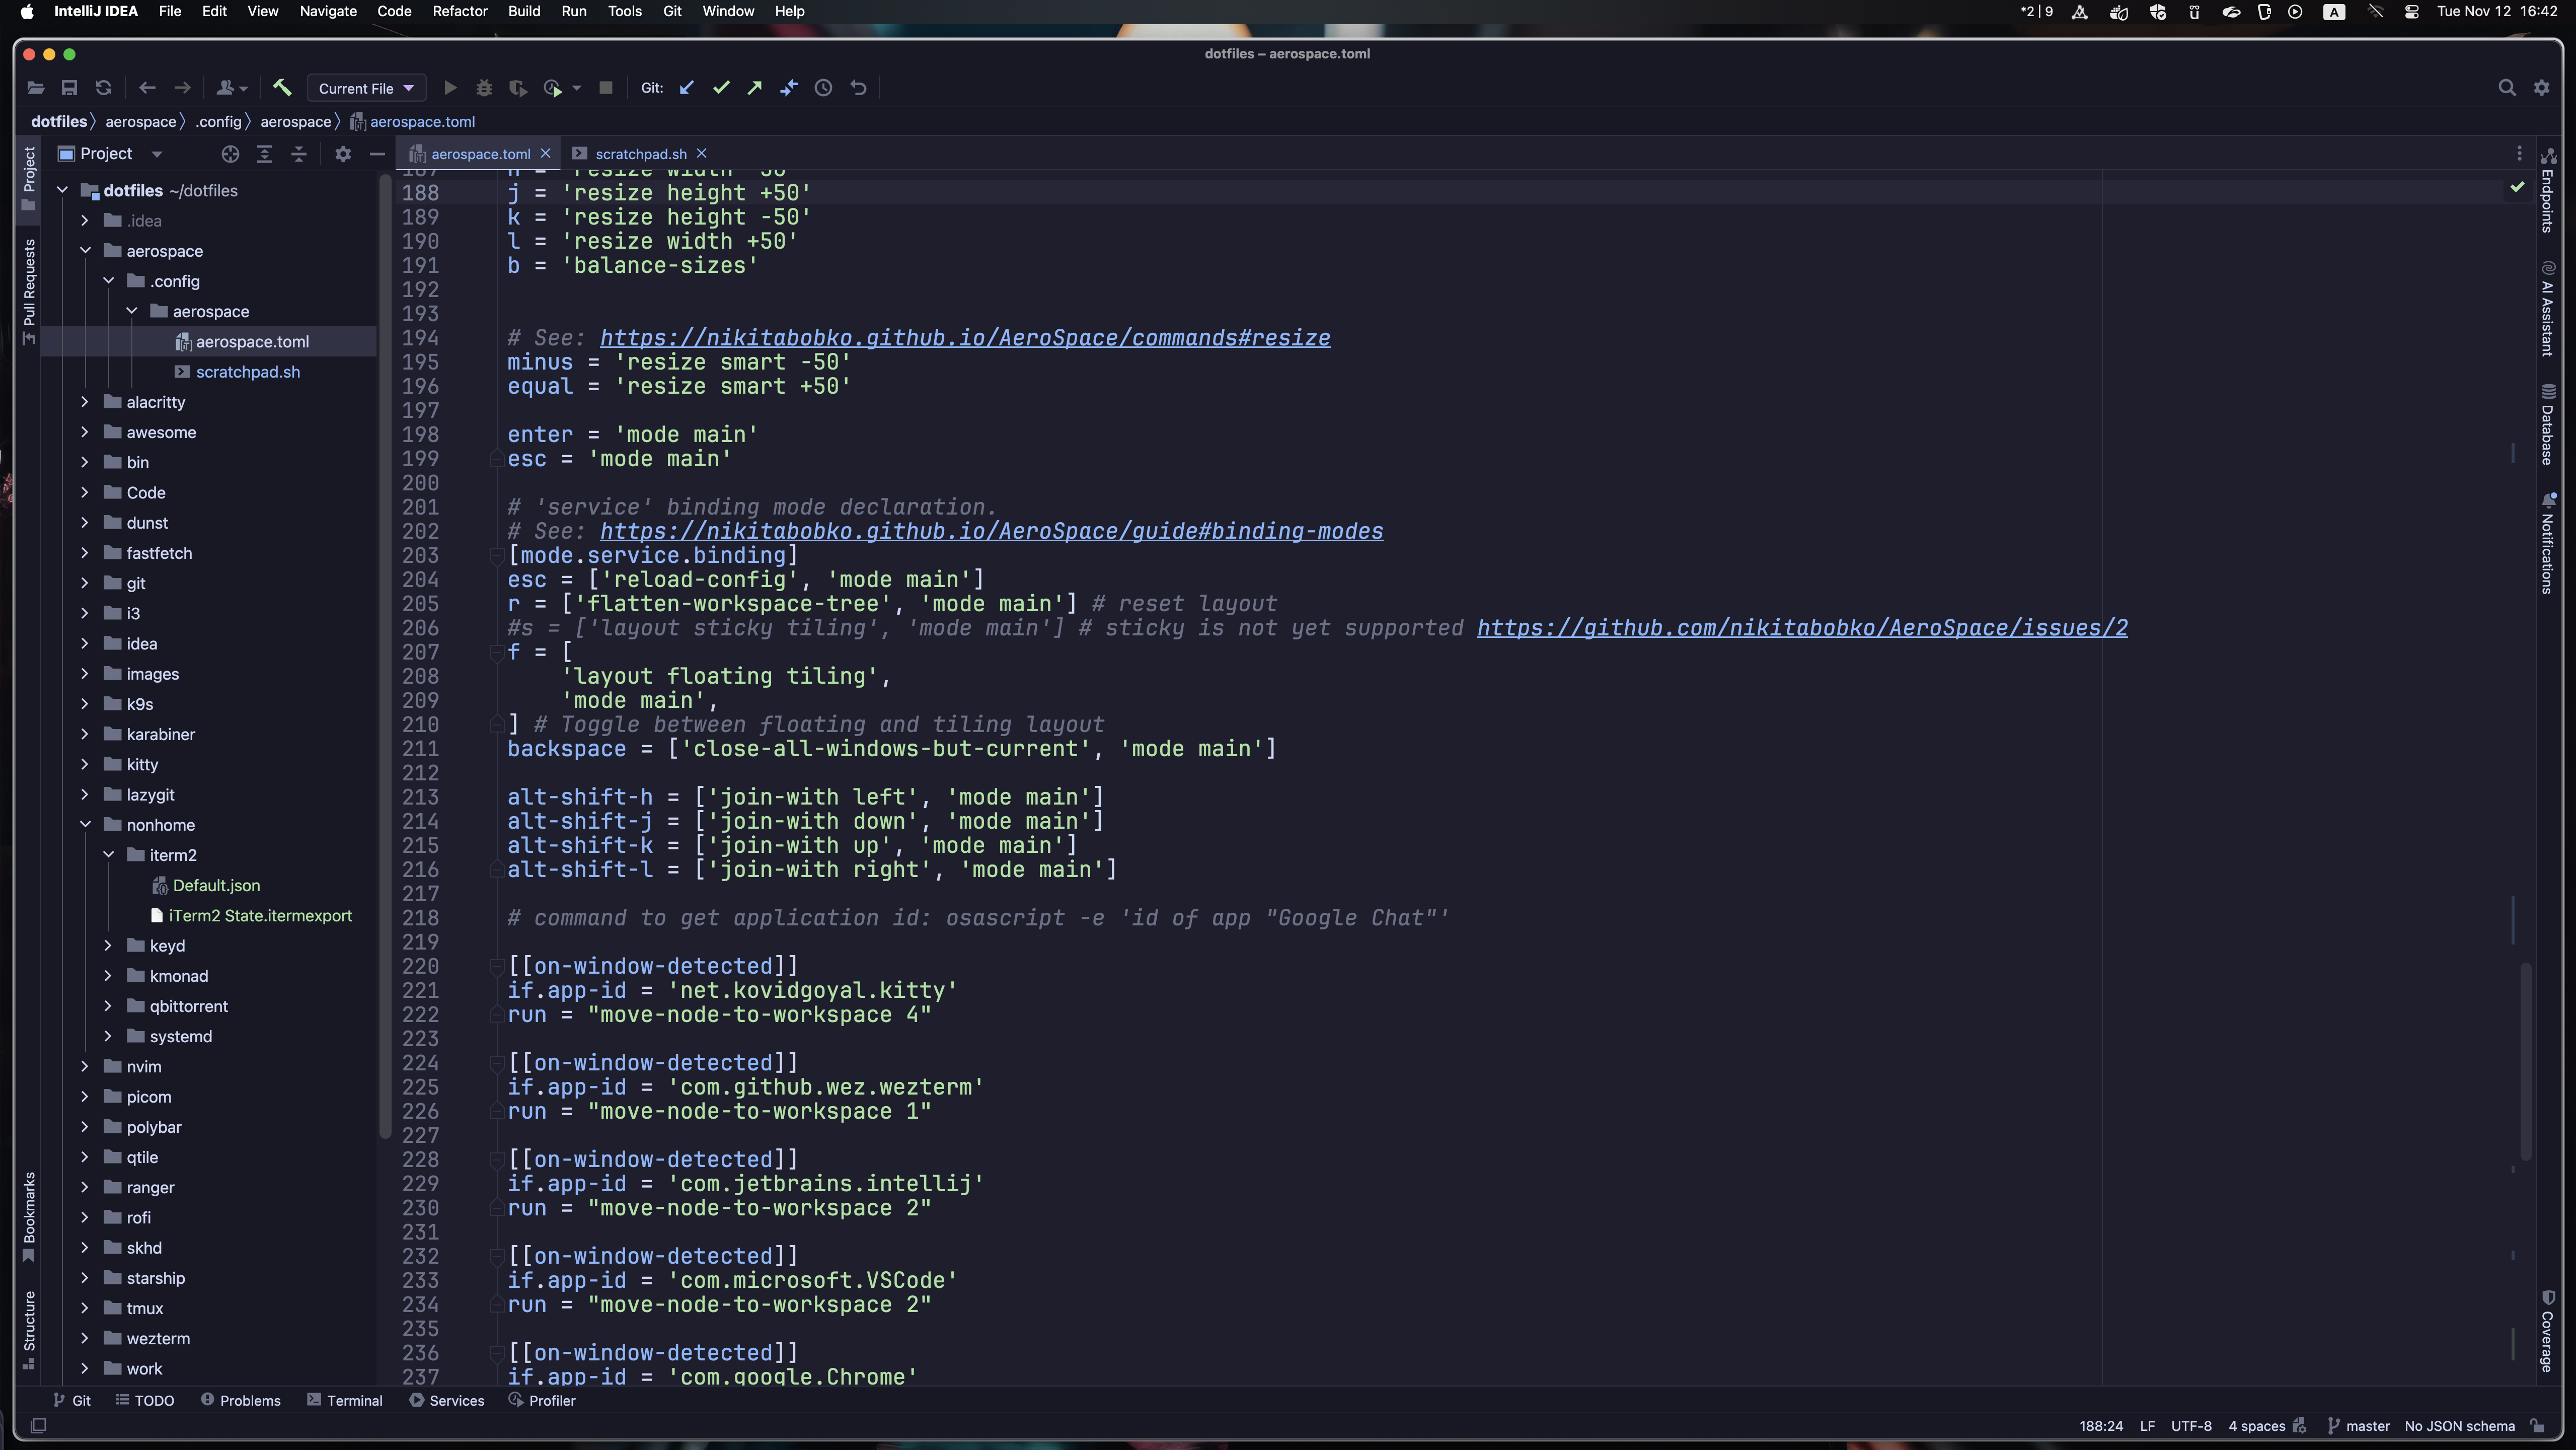 IntelliJ IDEA File Edit View Navigate Code Refactor Build Run Tools Git Window Help
*2 | 9 A Tue Nov 12 16:42
dotfiles – aerospace.toml
Current File Git:
dotfiles aerospace .config aerospace aerospace.toml
Project
aerospace.toml
scratchpad.sh
Project
Pull Requests
Bookmarks
Structure
dotfiles ~/dotfiles
.idea
aerospace
.config
aerospace
aerospace.toml
scratchpad.sh
alacritty
awesome
bin
Code
dunst
fastfetch
git
i3
idea
images
k9s
karabiner
kitty
lazygit
nonhome
iterm2
Default.json
iTerm2 State.itermexport
keyd
kmonad
qbittorrent
systemd
nvim
picom
polybar
qtile
ranger
rofi
skhd
starship
tmux
wezterm
work
188 j = 'resize height +50'
189 k = 'resize height -50'
190 l = 'resize width +50'
191 b = 'balance-sizes'
192
193
194 # See: https://nikitabobko.github.io/AeroSpace/commands#resize
195 minus = 'resize smart -50'
196 equal = 'resize smart +50'
197
198 enter = 'mode main'
199 esc = 'mode main'
200
201 # 'service' binding mode declaration.
202 # See: https://nikitabobko.github.io/AeroSpace/guide#binding-modes
203 [mode.service.binding]
204 esc = ['reload-config', 'mode main']
205 r = ['flatten-workspace-tree', 'mode main'] # reset layout
206 #s = ['layout sticky tiling', 'mode main'] # sticky is not yet supported https://github.com/nikitabobko/AeroSpace/issues/2
207 f = [
208 'layout floating tiling',
209 'mode main',
210 ] # Toggle between floating and tiling layout
211 backspace = ['close-all-windows-but-current', 'mode main']
212
213 alt-shift-h = ['join-with left', 'mode main']
214 alt-shift-j = ['join-with down', 'mode main']
215 alt-shift-k = ['join-with up', 'mode main']
216 alt-shift-l = ['join-with right', 'mode main']
217
218 # command to get application id: osascript -e 'id of app "Google Chat"'
219
220 [[on-window-detected]]
221 if.app-id = 'net.kovidgoyal.kitty'
222 run = "move-node-to-workspace 4"
223
224 [[on-window-detected]]
225 if.app-id = 'com.github.wez.wezterm'
226 run = "move-node-to-workspace 1"
227
228 [[on-window-detected]]
229 if.app-id = 'com.jetbrains.intellij'
230 run = "move-node-to-workspace 2"
231
232 [[on-window-detected]]
233 if.app-id = 'com.microsoft.VSCode'
234 run = "move-node-to-workspace 2"
235
236 [[on-window-detected]]
237 if.app-id = 'com.google.Chrome'
Endpoints
AI Assistant
Database
Notifications
Coverage
Git TODO Problems Terminal Services Profiler
188:24 LF UTF-8 4 spaces master No JSON schema